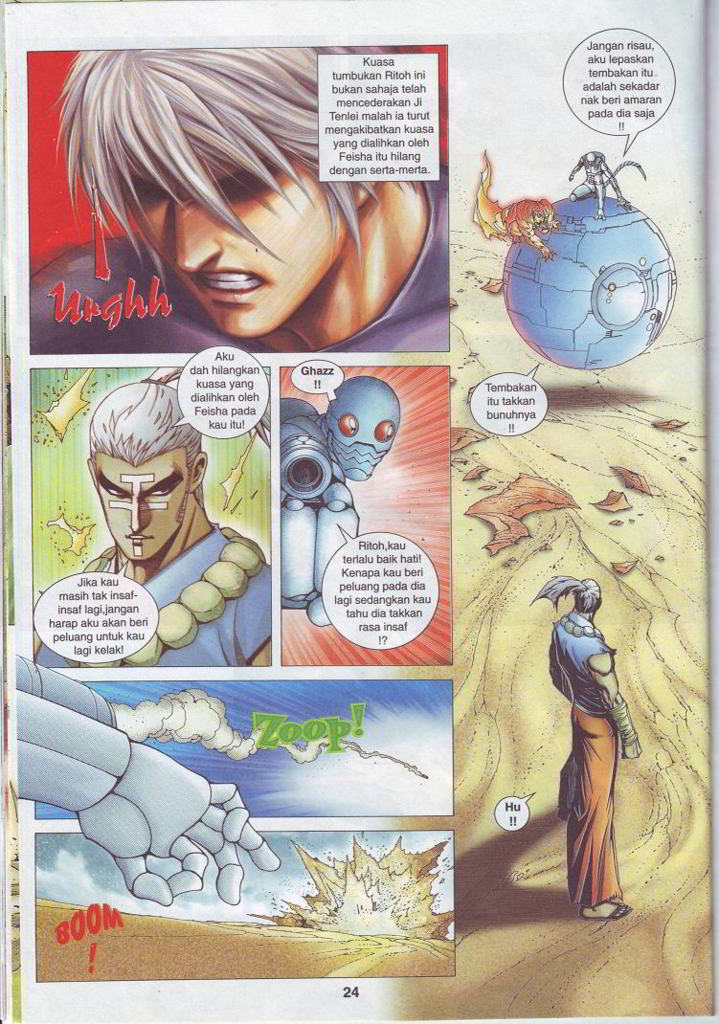 Kuasa
tumbukan Ritoh ini
bukan sahaja telah
mencederakan Ji
Tenlei malah ia turut
mengakibatkan kuasa
yang dialihkan oleh
Feisha itu hilang
dengan serta-merta.
Urghh
Aku
dah hilangkan
kuasa yang
dialihkan oleh
Feisha pada
kau itu!
Jika kau
masih tak insaf-
insaf lagi,jangan
harap aku akan beri
peluang untuk kau
lagi kelak!
Ghazz
!!
Ritoh,kau
terlalu baik hati!
Kenapa kau beri
peluang pada dia
lagi sedangkan kau
tahu dia takkan
rasa insaf
!?
Zoop!
BOOM
!
Jangan risau,
aku lepaskan
tembakan itu
adalah sekadar
nak beri amaran
pada dia saja
!!
Tembakan
itu takkan
bunuhnya
!!
Hu
!!
24